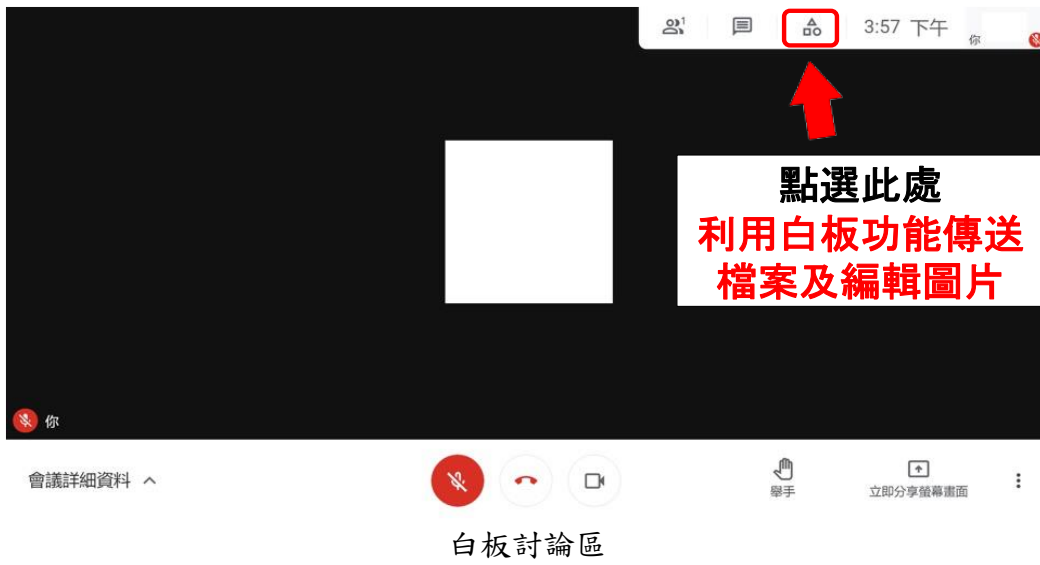 1
3:57 下午
你
點選此處
利用白板功能傳送
檔案及編輯圖片
你
會議詳細資料
舉手
立即分享螢幕畫面
白板討論區